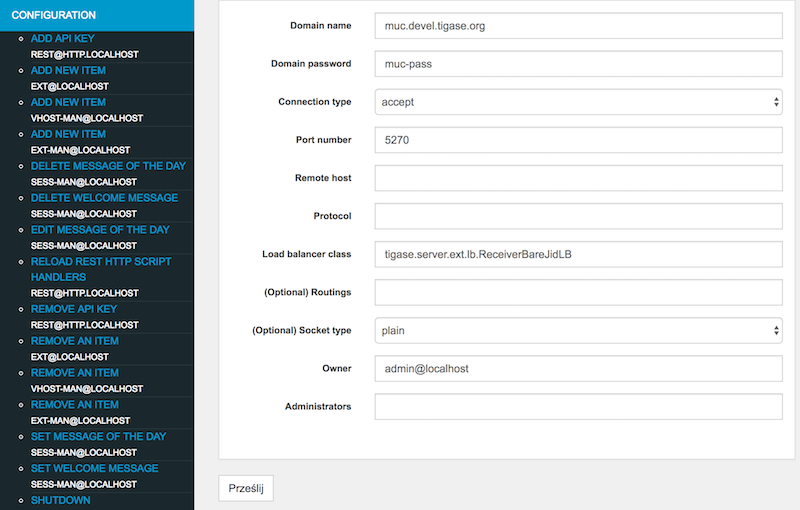 CONFIGURATION
ADD API KEY
REST@HTTP.LOCALHOST
ADD NEW ITEM
EXT@LOCALHOST
ADD NEW ITEM
VHOST-MAN@LOCALHOST
ADD NEW ITEM
EXT-MAN@LOCALHOST
DELETE MESSAGE OF THE DAY
SESS-MAN@LOCALHOST
DELETE WELCOME MESSAGE
SESS-MAN@LOCALHOST
EDIT MESSAGE OF THE DAY
SESS-MAN@LOCALHOST
RELOAD REST HTTP SCRIPT
HANDLERS
REST@HTTP.LOCALHOST
REMOVE API KEY
REST@HTTP.LOCALHOST
REMOVE AN ITEM
EXT@LOCALHOST
REMOVE AN ITEM
VHOST-MAN@LOCALHOST
REMOVE AN ITEM
EXT-MAN@LOCALHOST
SET MESSAGE OF THE DAY
SESS-MAN@LOCALHOST
SET WELCOME MESSAGE
SESS-MAN@LOCALHOST
SHUTDOWN
Domain name muc.devel.tigase.org
Domain password muc-pass
Connection type accept
Port number 5270
Remote host
Protocol
Load balancer class tigase.server.ext.lb.ReceiverBareJidLB
(Optional) Routings
(Optional) Socket type plain
Owner admin@localhost
Administrators
Prześlij